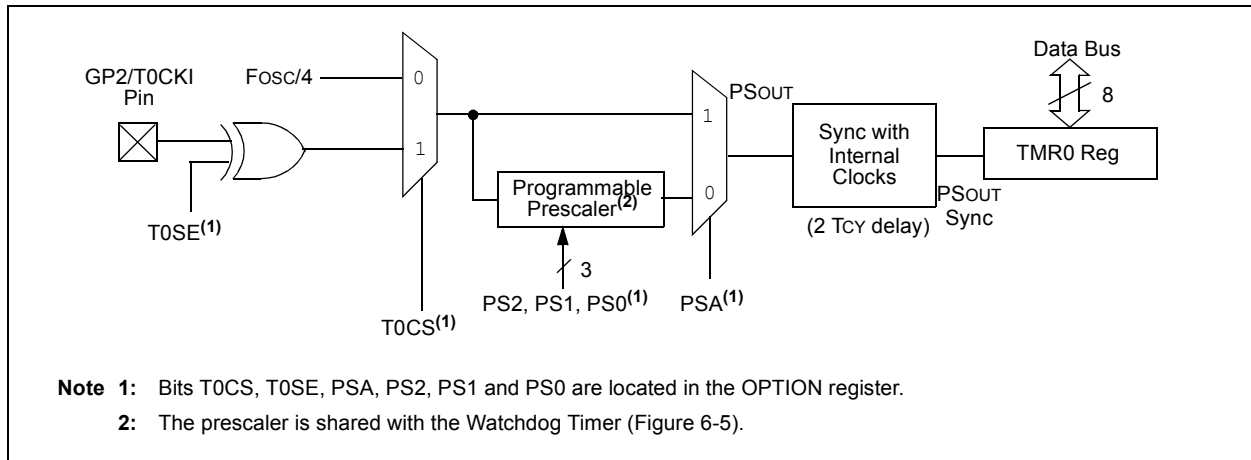 GP2/T0CKI
Pin
FOSC/4
T0SE(1)
0
1
T0CS(1)
Programmable
Prescaler(2)
3
PS2, PS1, PS0(1)
1
0
PSA(1)
PSOUT
Sync with
Internal
Clocks
(2 TCY delay)
PSOUT
Sync
Data Bus
8
TMR0 Reg
Note 1: Bits T0CS, T0SE, PSA, PS2, PS1 and PS0 are located in the OPTION register.
2: The prescaler is shared with the Watchdog Timer (Figure 6-5).